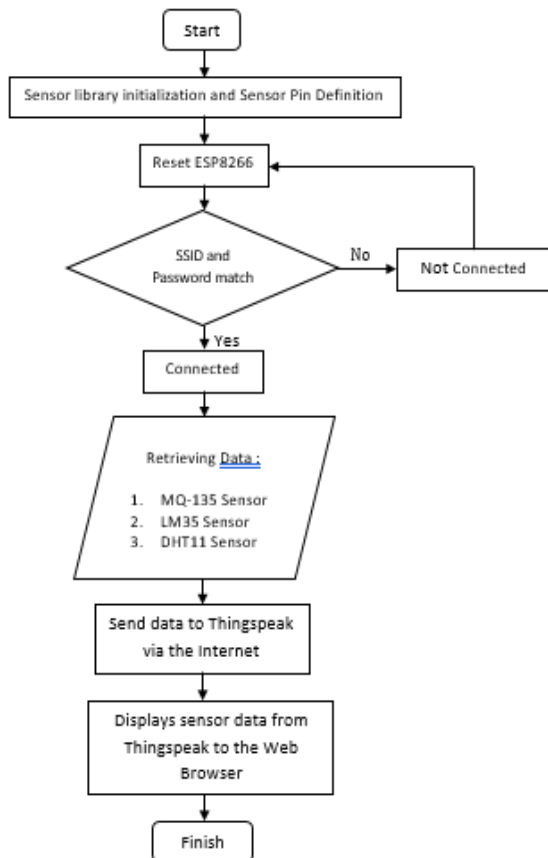 Start
Sensor library initialization and Sensor Pin Definition
Reset ESP8266
SSID and
Password match
No
Not Connected
Yes
Connected
Retrieving Data :
1. MQ-135 Sensor
2. LM35 Sensor
3. DHT11 Sensor
Send data to Thingspeak
via the Internet
Displays sensor data from
Thingspeak to the Web
Browser
Finish